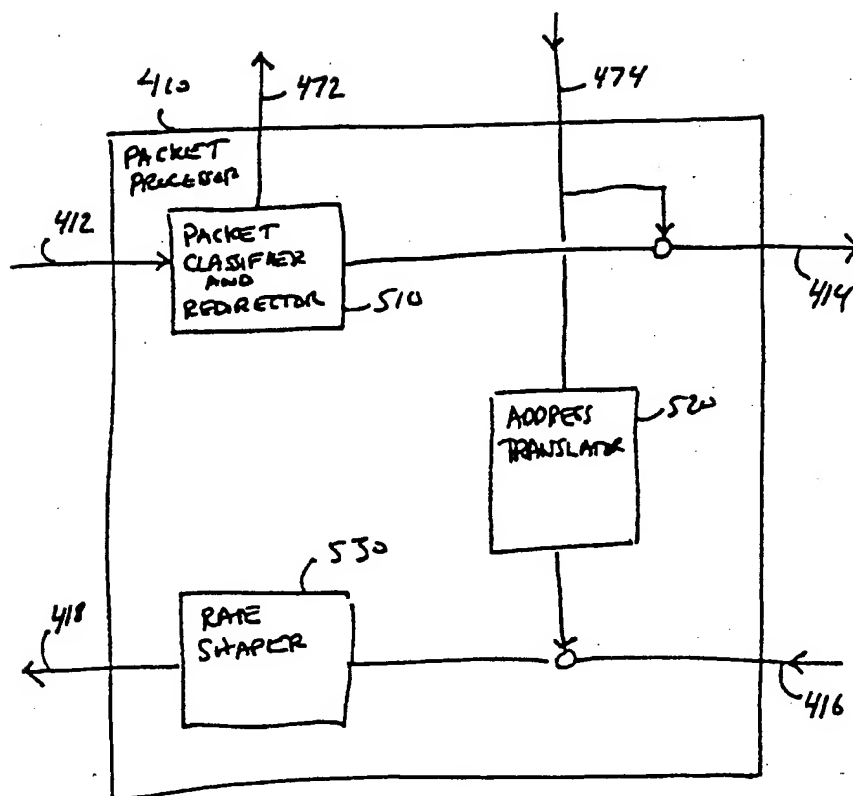 410
472
474
PACKET
PROCESSOR
412
PACKET
CLASSIFIER
AND
REDIRECTOR
510
414
ADDRESS
TRANSLATOR
520
530
418
RATE
SHAPER
416